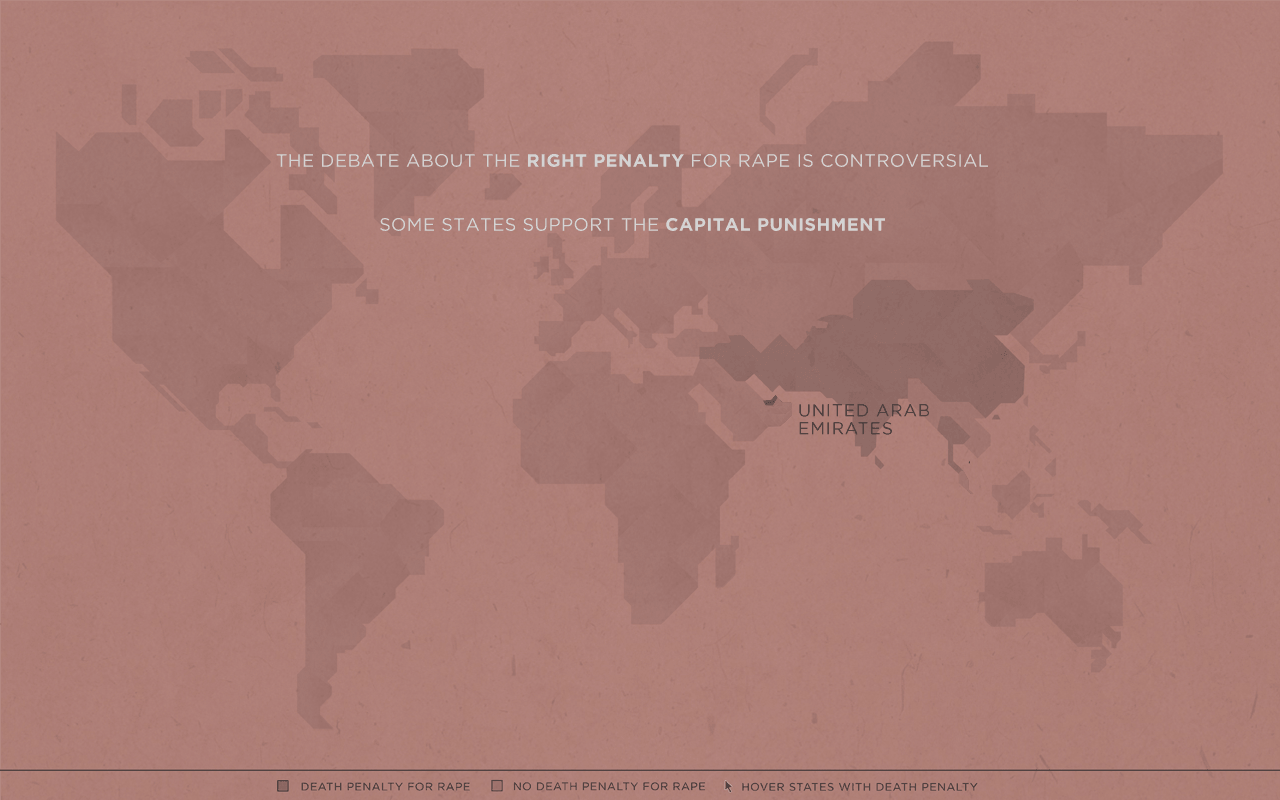 THE DEBATE ABOUT THE RIGHT PENALTY FOR RAPE IS CONTROVERSIAL
SOME STATES SUPPORT THE CAPITAL PUNISHMENT
UNITED ARAB
EMIRATES
DEATH PENALTY FOR RAPE NO DEATH PENALTY FOR RAPE HOVER STATES WITH DEATH PENALTY